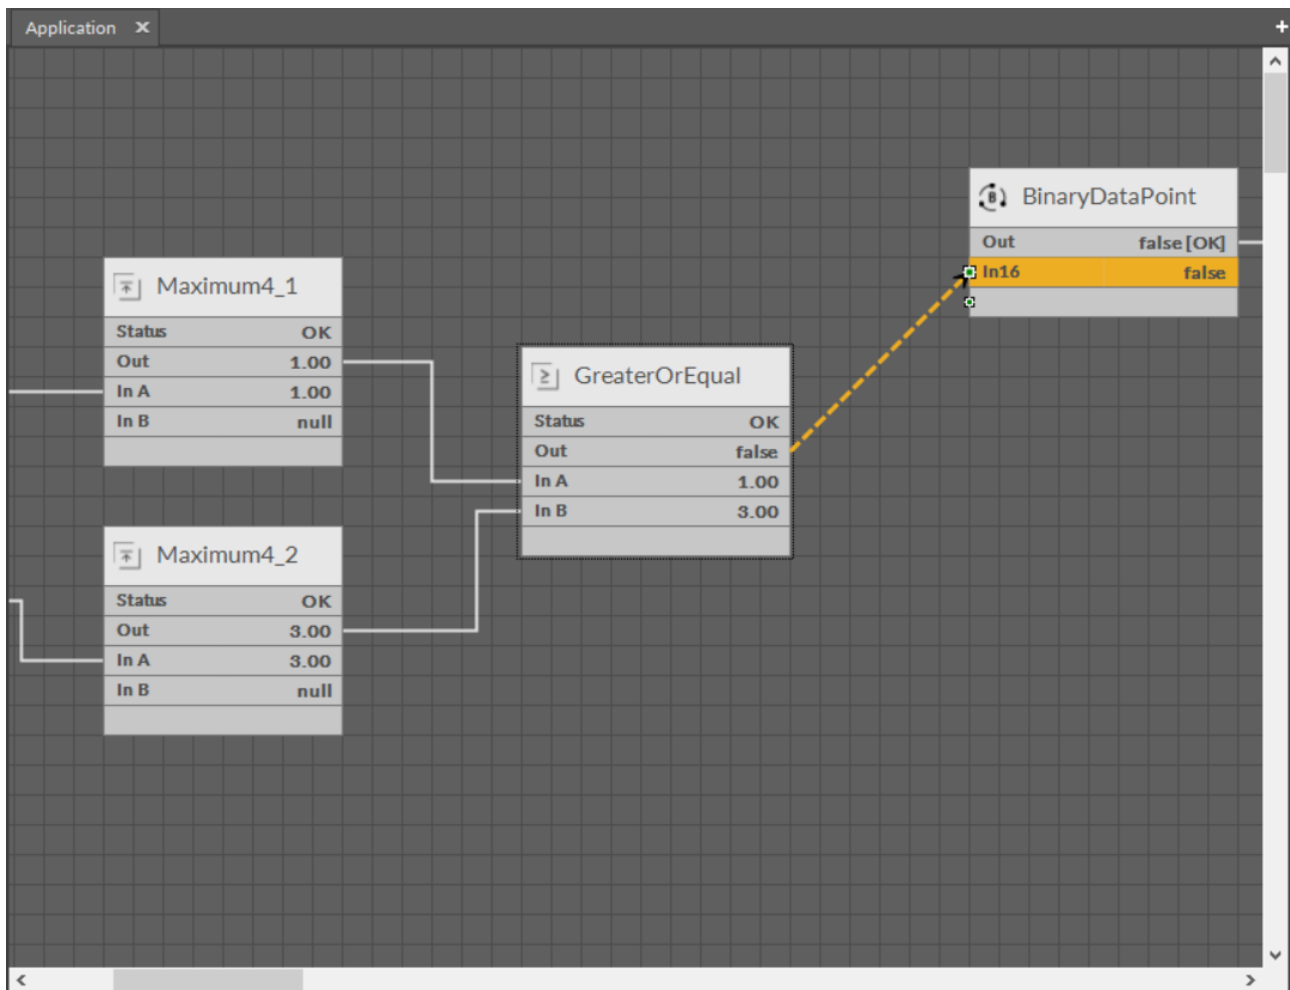 Application
BinaryDataPoint
Out false [OK]
In16 false
Maximum4_1
Status OK
Out 1.00
In A 1.00
In B null
GreaterOrEqual
Status OK
Out false
In A 1.00
In B 3.00
Maximum4_2
Status OK
Out 3.00
In A 3.00
In B null